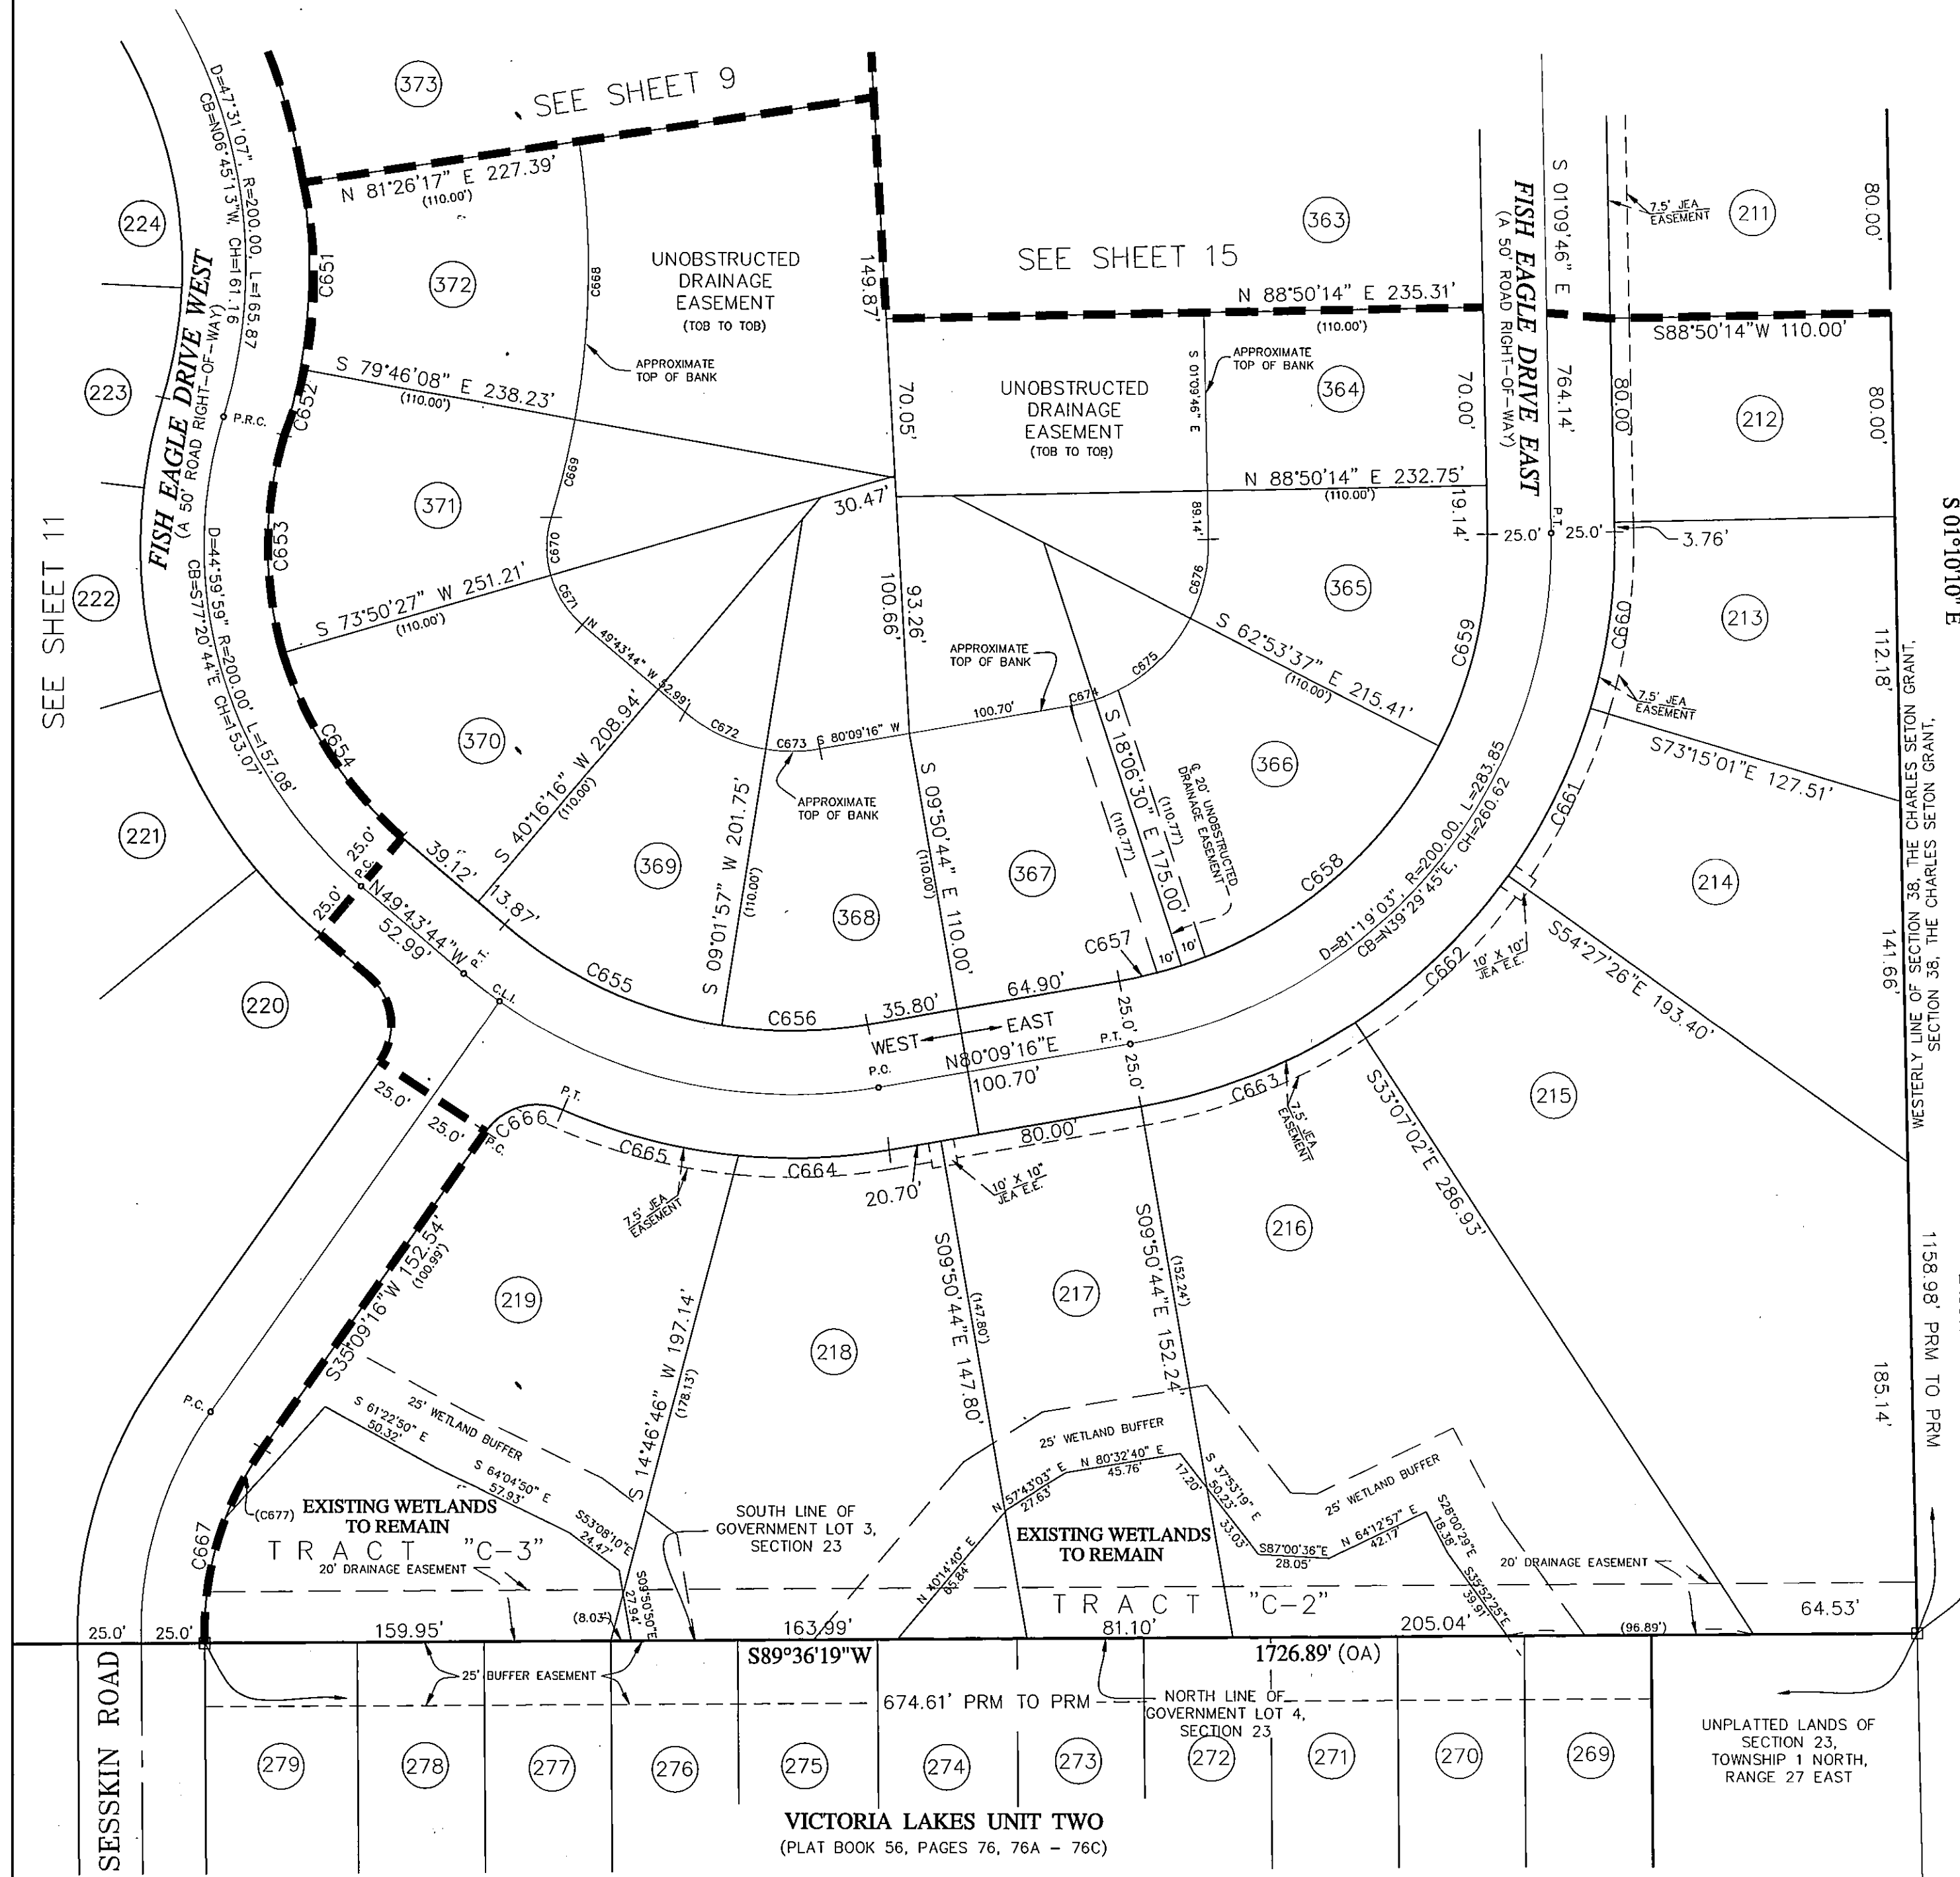 373
SEE SHEET 9
D=47°31'07", R=200.00, L=165.87
CB=N06°45'13"W, CH=161.16
N 81°26'17" E 227.39'
(110.00')
224
FISH EAGLE DRIVE WEST
(A 50' ROAD RIGHT-OF-WAY)
C651
372
C668
UNOBSTRUCTED
DRAINAGE
EASEMENT
(TOB TO TOB)
149.87'
APPROXIMATE
TOP OF BANK
363
SEE SHEET 15
N 88°50'14" E 235.31'
(110.00')
S 01°09'46" E
764.14'
FISH EAGLE DRIVE EAST
(A 50' ROAD RIGHT-OF-WAY)
7.5' JEA
EASEMENT
211
80.00'
S88°50'14"W 110.00'
223
P.R.C.
C652
S 79°46'08" E 238.23'
(110.00')
70.05'
UNOBSTRUCTED
DRAINAGE
EASEMENT
(TOB TO TOB)
S 01°09'46" E
89.14'
APPROXIMATE
TOP OF BANK
364
70.00'
80.00'
212
80.00'
SEE SHEET 11
222
C653
371
C669
C670
30.47'
N 88°50'14" E 232.75'
(110.00')
19.14'
25.0'
P.T.
25.0'
3.76'
S 01°10'10" E
D=44°59'59" R=200.00' L=157.08'
CB=S77°20'44"E CH=153.07'
S 73°50'27" W 251.21'
(110.00')
C671
N 49°43'44" W 52.99'
100.66'
93.26'
C676
365
C659
C660
213
112.18'
WESTERLY LINE OF SECTION 38, THE CHARLES SETON GRANT,
SECTION 38, THE CHARLES SETON GRANT,
S 62°53'37" E 215.41'
(110.00')
APPROXIMATE
TOP OF BANK
C675
C674
100.70'
S 80°09'16" W
C673
C672
7.5' JEA
EASEMENT
S73°15'01"E 127.51'
C654
370
S 40°16'16" W 208.94'
(110.00')
APPROXIMATE
TOP OF BANK
S 09°01'57" W 201.75'
(110.00')
S 09°50'44" E 110.00'
(110.00')
(110.77')
S 18°06'30" E 175.00'
(110.77')
℄ 20' UNOBSTRUCTED
DRAINAGE EASEMENT
366
C661
221
25.0'
P.C.
25.0'
39.12'
13.87'
369
368
367
C658
D=81°19'03", R=200.00, L=283.85
CB=N39°29'45"E, CH=260.62
214
N49°43'44"W
52.99'
P.T.
C.L.I.
C655
C656
35.80'
64.90'
C657
10'
10'
WEST
EAST
25.0'
P.T.
25.0'
N80°09'16"E
100.70'
P.C.
C662
10' X 10'
JEA E.E.
S54°27'26"E 193.40'
141.66'
220
25.0'
25.0'
P.C.
C666
P.T.
C665
C664
20.70'
80.00'
10' X 10'
JEA E.E.
C663
7.5' JEA
EASEMENT
215
7.5' JEA
EASEMENT
S33°07'02"E 286.93'
S35°09'16"W 152.54'
(100.99')
219
S 14°46'46" W 197.14'
(178.13')
218
S09°50'44"E 147.80'
(147.80')
217
S09°50'44"E 152.24'
(152.24')
216
1158.98' PRM TO PRM
185.14'
P.C.
25' WETLAND BUFFER
S 61°22'50" E
50.32'
S 64°04'50" E
57.93'
S53°08'10"E
24.47'
S09°50'50"E
27.94'
(C677)
C667
EXISTING WETLANDS
TO REMAIN
TRACT "C-3"
20' DRAINAGE EASEMENT
SOUTH LINE OF
GOVERNMENT LOT 3,
SECTION 23
N 40°14'40" E
65.84'
N 57°43'03" E
27.63'
25' WETLAND BUFFER
N 80°32'40" E
45.76'
17.20'
S 37°53'19" E
50.23'
33.03'
EXISTING WETLANDS
TO REMAIN
S87°00'36"E
28.05'
N 64°12'57" E
42.17'
25' WETLAND BUFFER
S28°00'29"E
18.38'
S35°52'25"E
39.91'
20' DRAINAGE EASEMENT
TRACT "C-2"
64.53'
25.0'
25.0'
159.95'
(8.03')
163.99'
81.10'
205.04'
(96.89')
S89°36'19"W
1726.89' (OA)
25' BUFFER EASEMENT
674.61' PRM TO PRM
NORTH LINE OF
GOVERNMENT LOT 4,
SECTION 23
SESSKIN ROAD
279
278
277
276
275
274
273
272
271
270
269
UNPLATTED LANDS OF
SECTION 23,
TOWNSHIP 1 NORTH,
RANGE 27 EAST
VICTORIA LAKES UNIT TWO
(PLAT BOOK 56, PAGES 76, 76A - 76C)